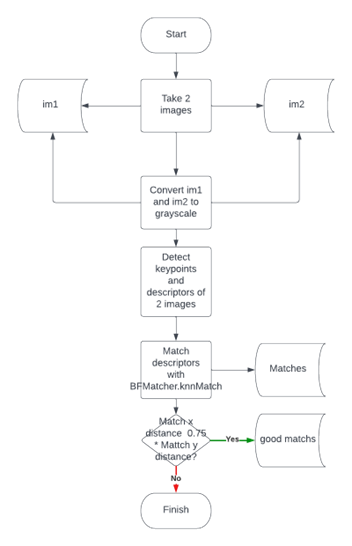 Start
im1
Take 2
images
im2
Convert im1
and im2 to
grayscale
Detect
keypoints
and
descriptors of
2 images
Match
descriptors
with
BFMatcher.knnMatch
Matches
Match x
distance 0.75
* Mattch y
distance?
Yes
good matchs
No
Finish